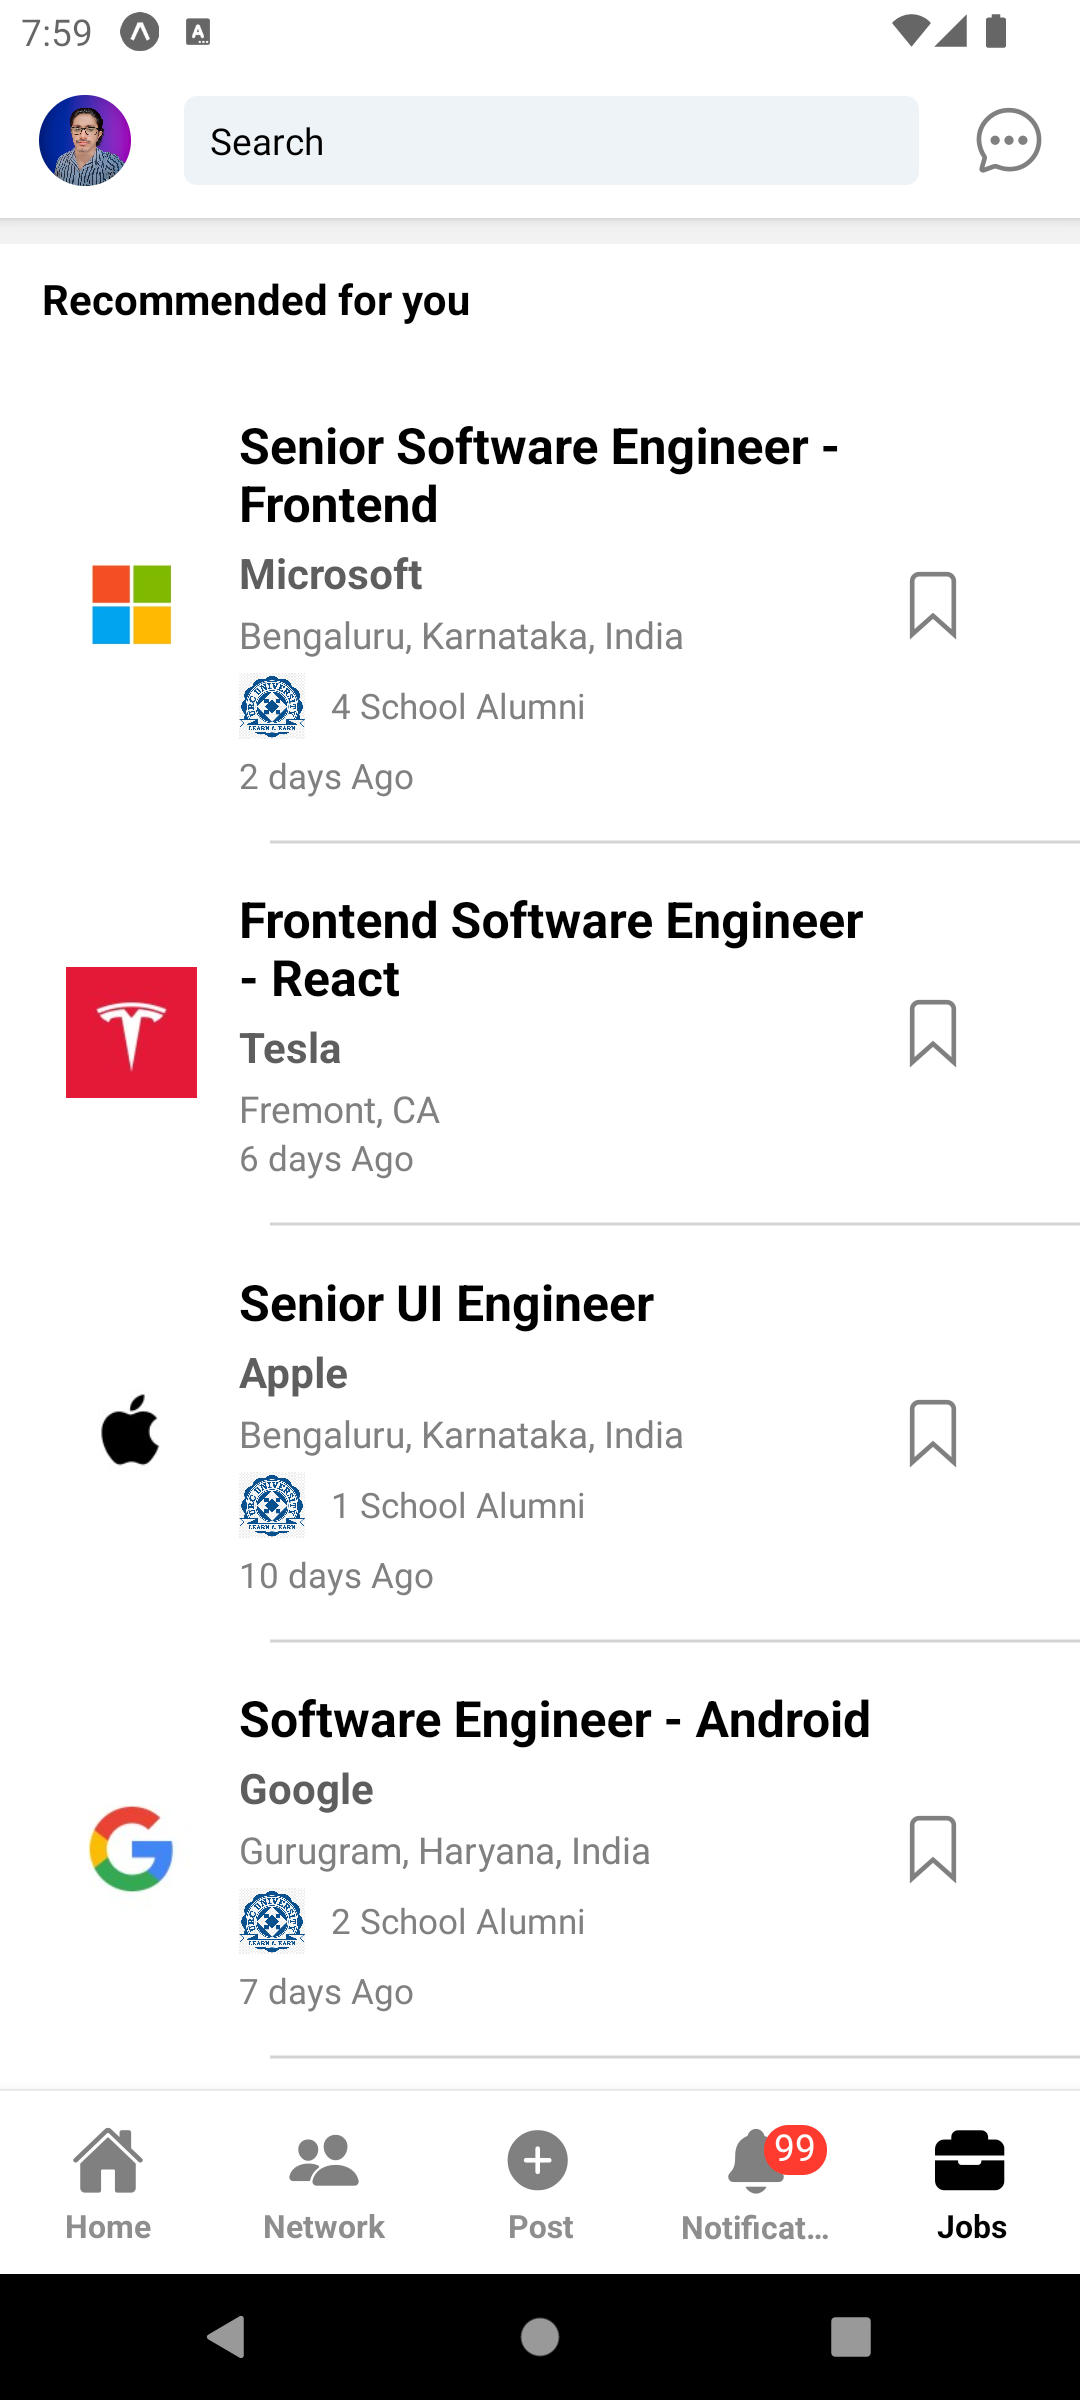 7:59
Search
Recommended for you
Senior Software Engineer -
Frontend
Microsoft
Bengaluru, Karnataka, India
4 School Alumni
2 days Ago
Frontend Software Engineer
- React
Tesla
Fremont, CA
6 days Ago
Senior UI Engineer
Apple
Bengaluru, Karnataka, India
1 School Alumni
10 days Ago
Software Engineer - Android
Google
Gurugram, Haryana, India
2 School Alumni
7 days Ago
99
Home
Network
Post
Notificat...
Jobs